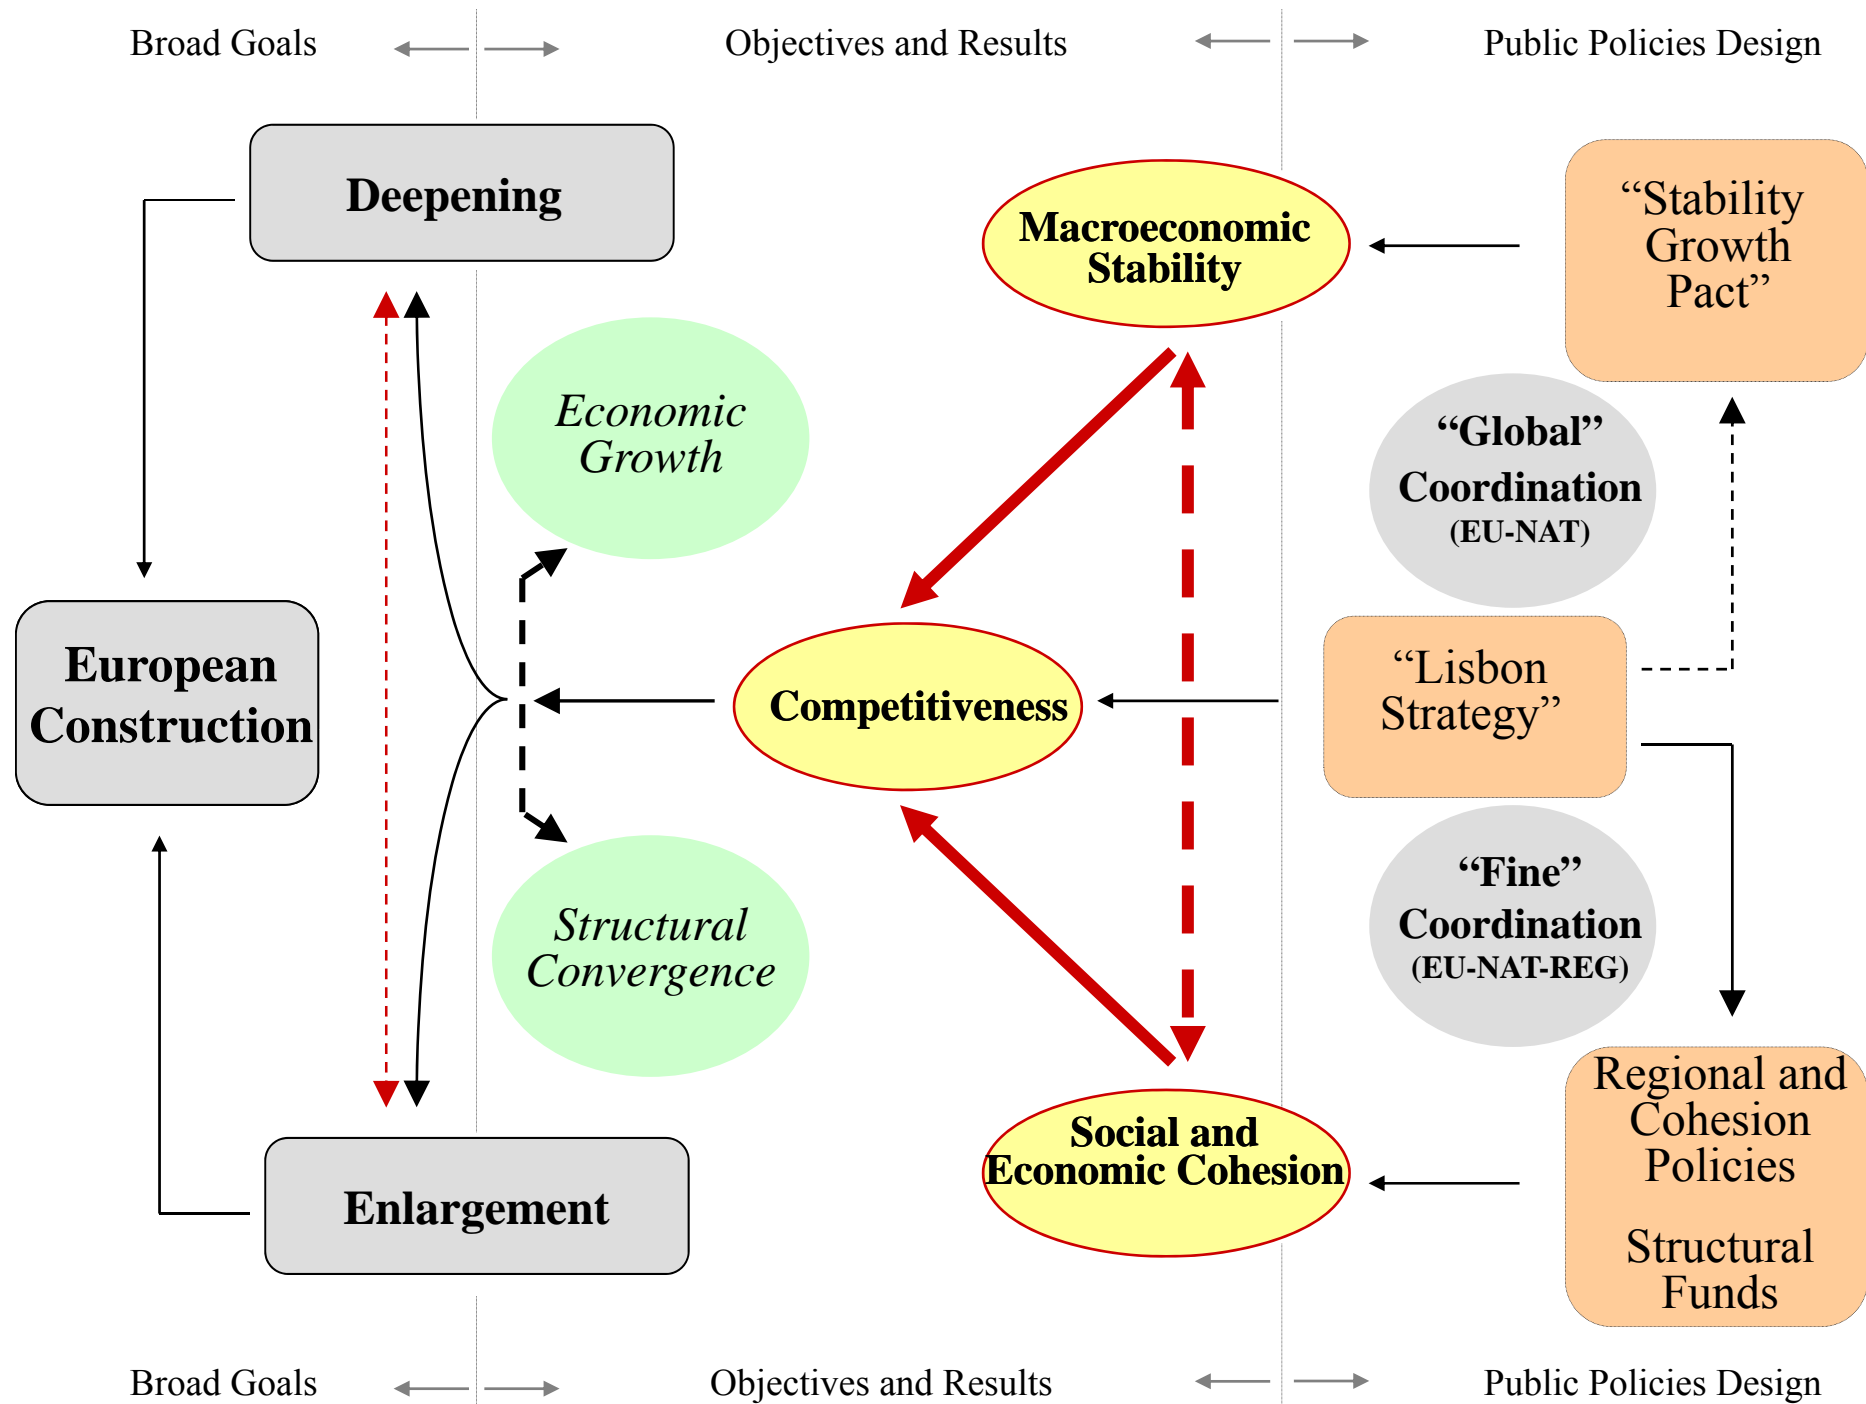 Broad Goals
Objectives and Results
Public Policies Design
Deepening
Macroeconomic
Stability
“Stability
Growth
Pact”
Economic
Growth
“Global”
Coordination
(EU-NAT)
European
Construction
Competitiveness
“Lisbon
Strategy”
“Fine”
Coordination
(EU-NAT-REG)
Structural
Convergence
Enlargement
Social and
Economic Cohesion
Regional and
Cohesion
Policies
Structural
Funds
Broad Goals
Objectives and Results
Public Policies Design